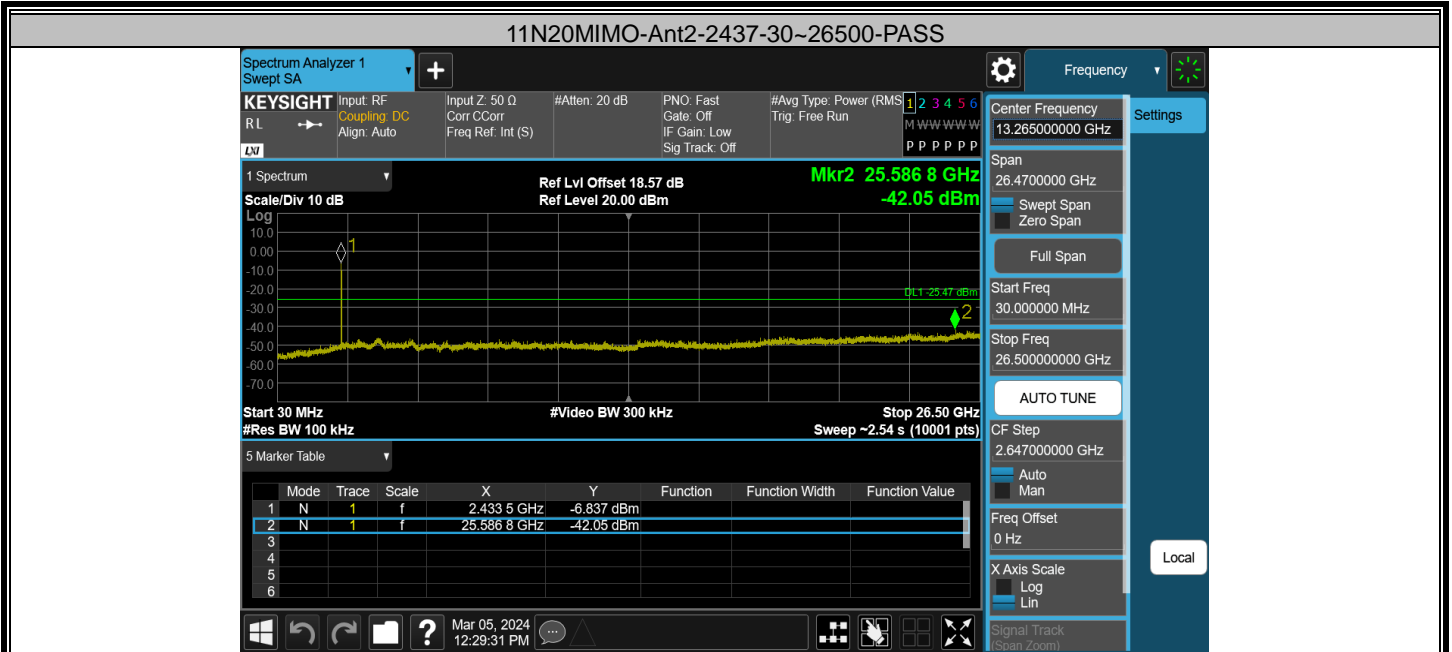 11N20MIMO-Ant2-2437-30~26500-PASS
Spectrum Analyzer 1
Swept SA
Frequency
KEYSIGHT
RL
LXI
Input: RF
Coupling: DC
Align: Auto
Input Z: 50 Ω
Corr CCorr
Freq Ref: Int (S)
#Atten: 20 dB
PNO: Fast
Gate: Off
IF Gain: Low
Sig Track: Off
#Avg Type: Power (RMS
Trig: Free Run
1 2 3 4 5 6
M W W W W W
P P P P P P
1 Spectrum
Scale/Div 10 dB
Ref Lvl Offset 18.57 dB
Ref Level 20.00 dBm
Mkr2 25.586 8 GHz
-42.05 dBm
Log
10.0
0.00
-10.0
-20.0
-30.0
-40.0
-50.0
-60.0
-70.0
1
DL1 -25.47 dBm
2
Start 30 MHz
#Video BW 300 kHz
Stop 26.50 GHz
#Res BW 100 kHz
Sweep ~2.54 s (10001 pts)
5 Marker Table
Mode Trace Scale X Y Function Function Width Function Value
1 N 1 f 2.433 5 GHz -6.837 dBm
2 N 1 f 25.586 8 GHz -42.05 dBm
3
4
5
6
Mar 05, 2024
12:29:31 PM
Center Frequency
13.265000000 GHz
Span
26.4700000 GHz
Swept Span
Zero Span
Full Span
Start Freq
30.000000 MHz
Stop Freq
26.500000000 GHz
AUTO TUNE
CF Step
2.647000000 GHz
Auto
Man
Freq Offset
0 Hz
X Axis Scale
Log
Lin
Signal Track
(Span Zoom)
Settings
Local